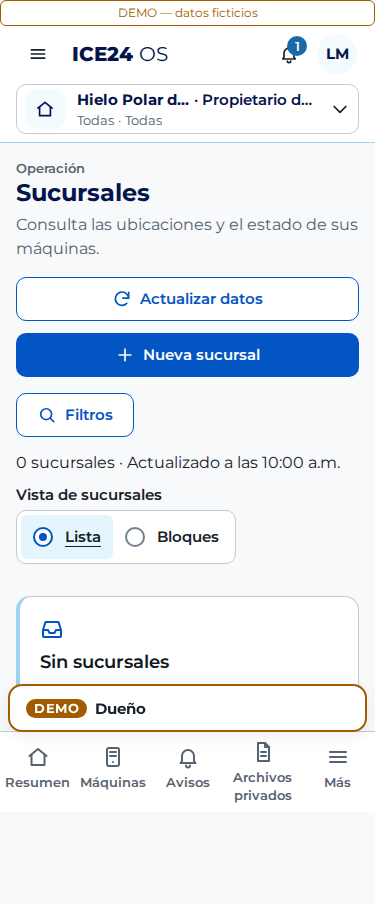 DEMO — datos ficticios
ICE24 OS
1
LM
Hielo Polar d... · Propietario d...
Todas · Todas
Operación
Sucursales
Consulta las ubicaciones y el estado de sus
máquinas.
Actualizar datos
Nueva sucursal
Filtros
0 sucursales · Actualizado a las 10:00 a.m.
Vista de sucursales
Lista
Bloques
Sin sucursales
DEMO Dueño
Resumen
Máquinas
Avisos
Archivos
privados
Más